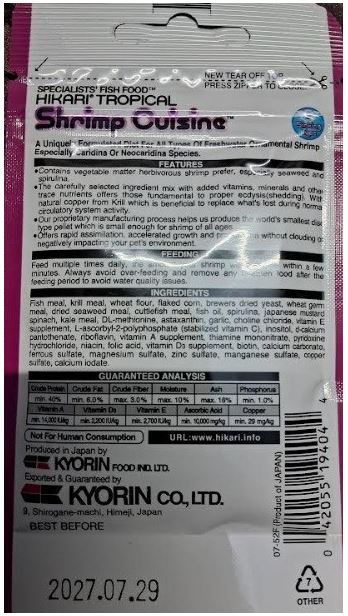 NEW TEAR OFF TOP
PRESS ZIPPER TO CLOSE
SPECIALISTS' FISH FOOD™
HIKARI® TROPICAL
Shrimp Cuisine™
A Uniquely Formulated Diet For All Types Of Freshwater Ornamental Shrimp
Especially Caridina Or Neocaridina Species.
FEATURES
•Contains vegetable matter herbivorous shrimp prefer, especially seaweed and
spirulina.
•The carefully selected ingredient mix with added vitamins, minerals and other
trace nutrients offers those fundamental to proper ecdysis(shedding). With
natural copper from Krill which is beneficial to replace what's lost during normal
circulatory system activity.
•Our proprietary manufacturing process helps us produce the world's smallest disc
type pellet which is small enough for shrimp of all ages.
•Offers rapid assimilation, accelerated growth and without clouding or
negatively impacting your pet's environment.
FEEDING
Feed multiple times daily, the shrimp within a few
minutes. Always avoid over-feeding and remove any food after the
feeding period to avoid water quality issues.
INGREDIENTS
Fish meal, krill meal, wheat flour, flaked corn, brewers dried yeast, wheat germ
meal, dried seaweed meal, cuttlefish meal, fish oil, spirulina, japanese mustard
spinach, kale meal, DL-methionine, astaxanthin, garlic, choline chloride, vitamin E
supplement, L-ascorbyl-2-polyphosphate (stabilized vitamin C), inositol, d-calcium
pantothenate, riboflavin, vitamin A supplement, thiamine mononitrate, pyridoxine
hydrochloride, niacin, folic acid, vitamin D₃ supplement, biotin, calcium carbonate,
ferrous sulfate, magnesium sulfate, zinc sulfate, manganese sulfate, copper
sulfate, calcium iodate.
GUARANTEED ANALYSIS
Crude Protein Crude Fat Crude Fiber Moisture Ash Phosphorus
min. 40% min. 6.0% max. 3.0% max. 10% max. 16% min. 1.0%
Vitamin A Vitamin D₃ Vitamin E Ascorbic Acid Copper
min. 14,300 IU/kg min. 2,200 IU/kg min. 2,700 IU/kg min. 10,000 mg/kg min. 29 mg/kg
Not For Human Consumption URL:www.hikari.info
Produced in Japan by
KYORIN FOOD IND. LTD.
Exported & Guaranteed by
KYORIN CO., LTD.
9, Shirogane-machi, Himeji, Japan
BEST BEFORE
2027.07.29
07-52F (Product of JAPAN)
0 42055 19404 4
7
OTHER